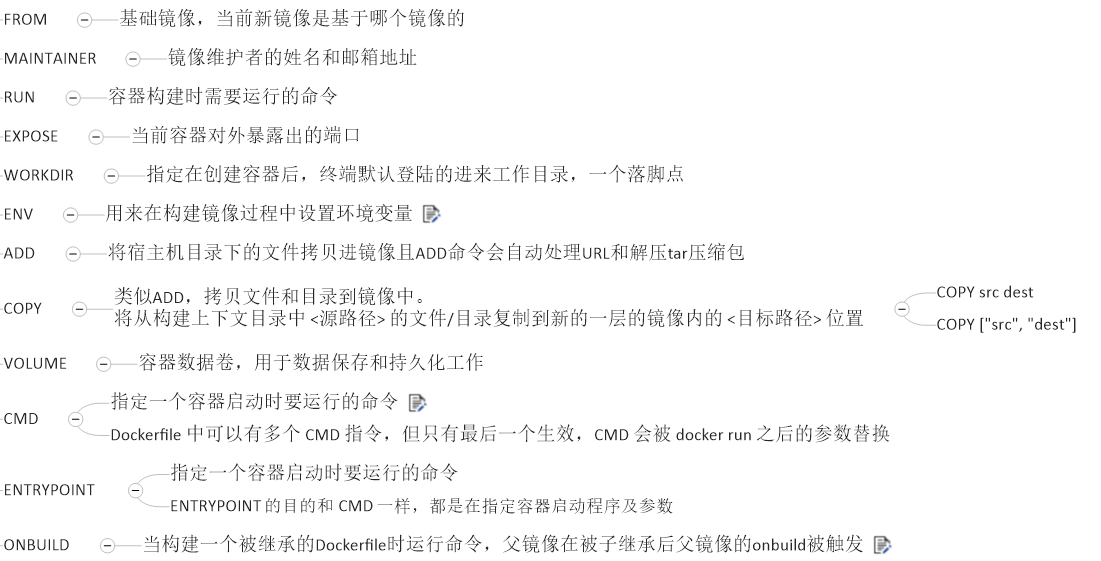 FROM 基础镜像，当前新镜像是基于哪个镜像的
MAINTAINER 镜像维护者的姓名和邮箱地址
RUN 容器构建时需要运行的命令
EXPOSE 当前容器对外暴露出的端口
WORKDIR 指定在创建容器后，终端默认登陆的进来工作目录，一个落脚点
ENV 用来在构建镜像过程中设置环境变量
ADD 将宿主机目录下的文件拷贝进镜像且ADD命令会自动处理URL和解压tar压缩包
COPY 类似ADD，拷贝文件和目录到镜像中。
将从构建上下文目录中 <源路径> 的文件/目录复制到新的一层的镜像内的 <目标路径> 位置
COPY src dest
COPY ["src", "dest"]
VOLUME 容器数据卷，用于数据保存和持久化工作
CMD 指定一个容器启动时要运行的命令
Dockerfile 中可以有多个 CMD 指令，但只有最后一个生效，CMD 会被 docker run 之后的参数替换
ENTRYPOINT 指定一个容器启动时要运行的命令
ENTRYPOINT 的目的和 CMD 一样，都是在指定容器启动程序及参数
ONBUILD 当构建一个被继承的Dockerfile时运行命令，父镜像在被子继承后父镜像的onbuild被触发